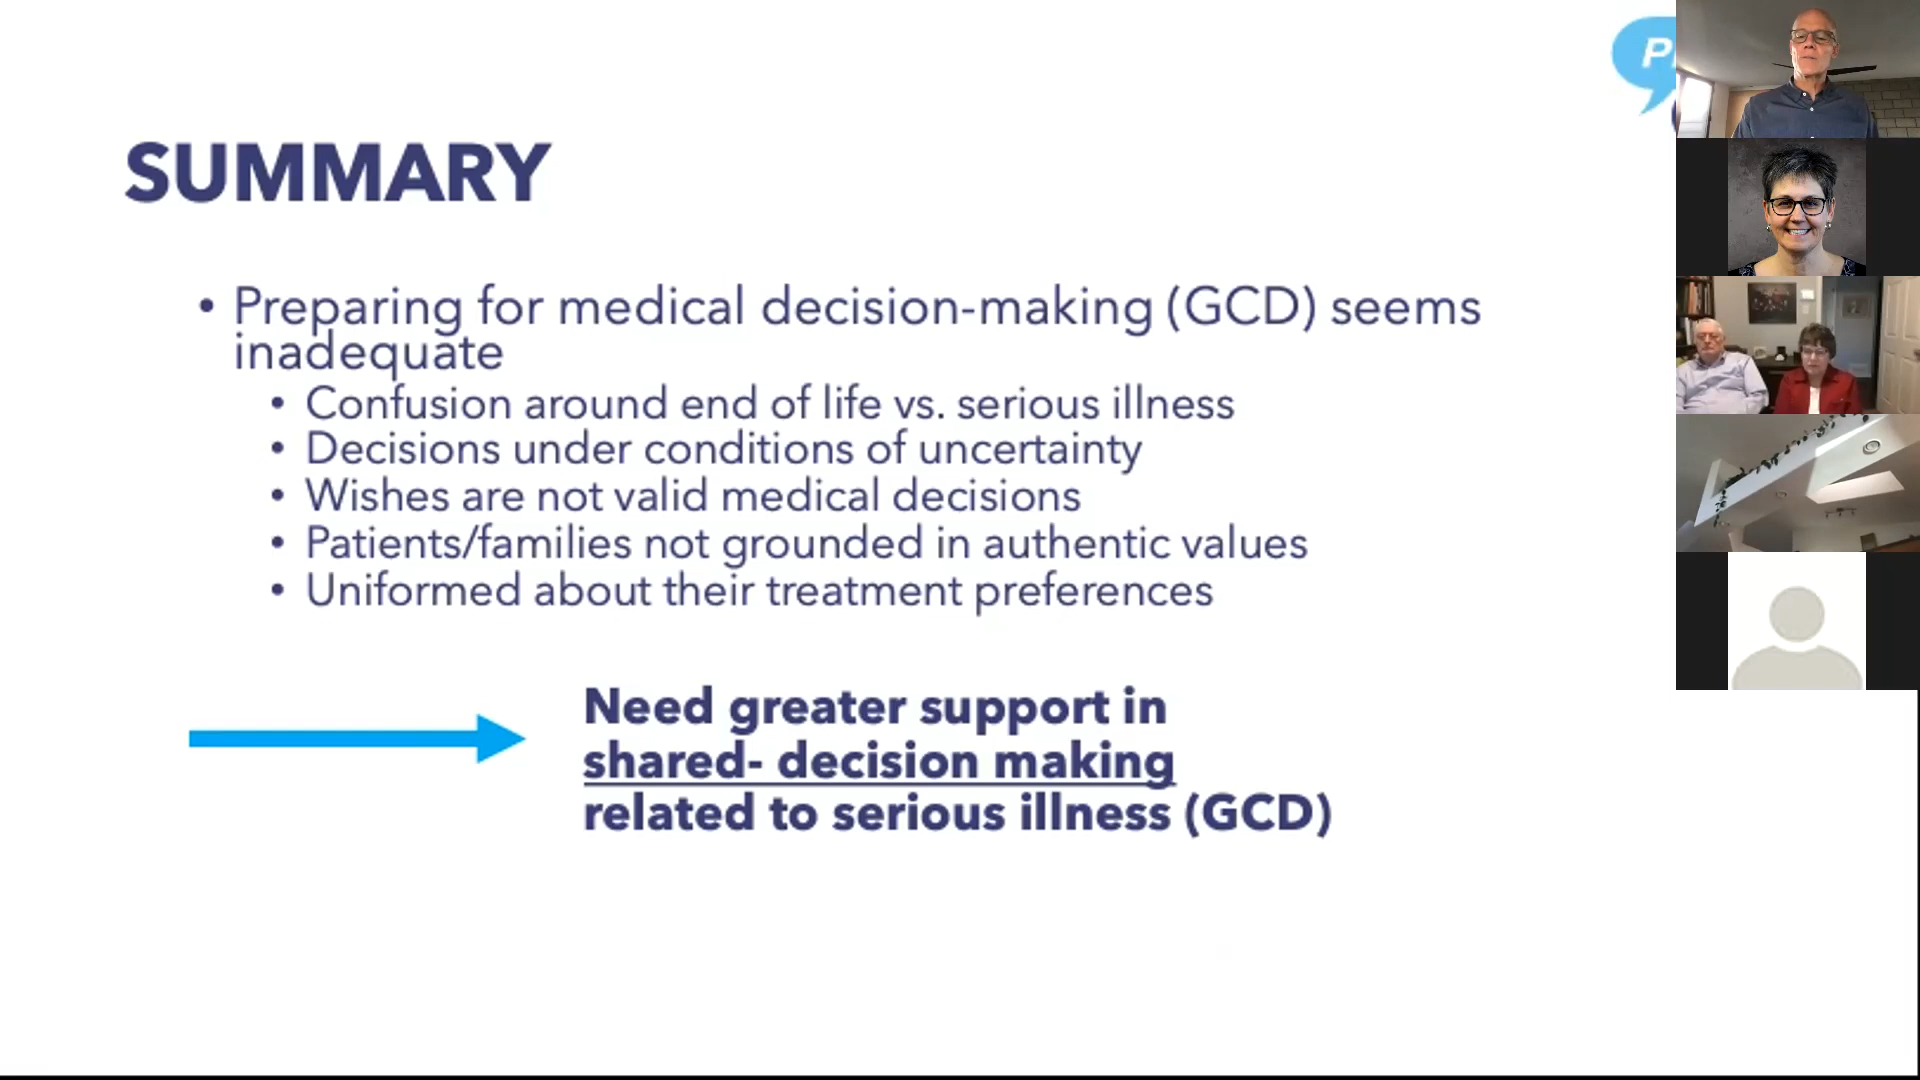 SUMMARY
• Preparing for medical decision-making (GCD) seems
inadequate
• Confusion around end of life vs. serious illness
• Decisions under conditions of uncertainty
• Wishes are not valid medical decisions
• Patients/families not grounded in authentic values
• Uniformed about their treatment preferences
Need greater support in
shared- decision making
related to serious illness (GCD)